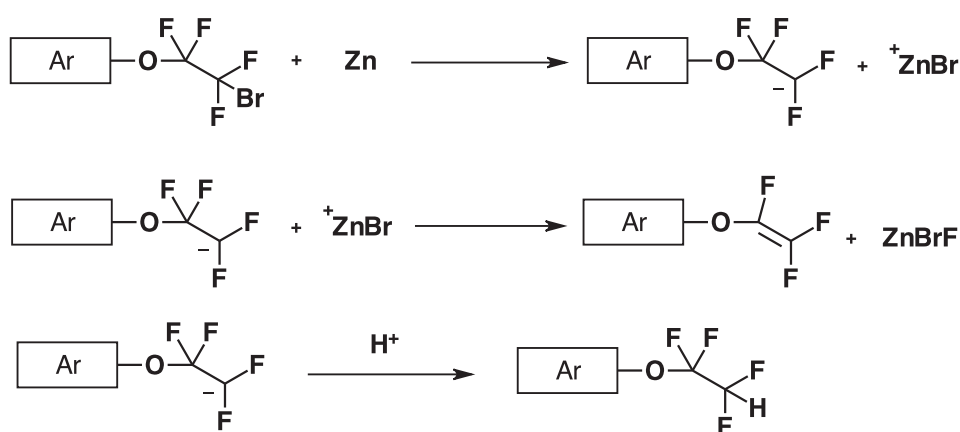 F F
Ar O F + Zn Ar O F F F + +ZnBr
Br
F − F
F F F
Ar O F + +ZnBr Ar O F + ZnBrF
− F F
F F H+ F F
Ar O F Ar O F
− H
F F